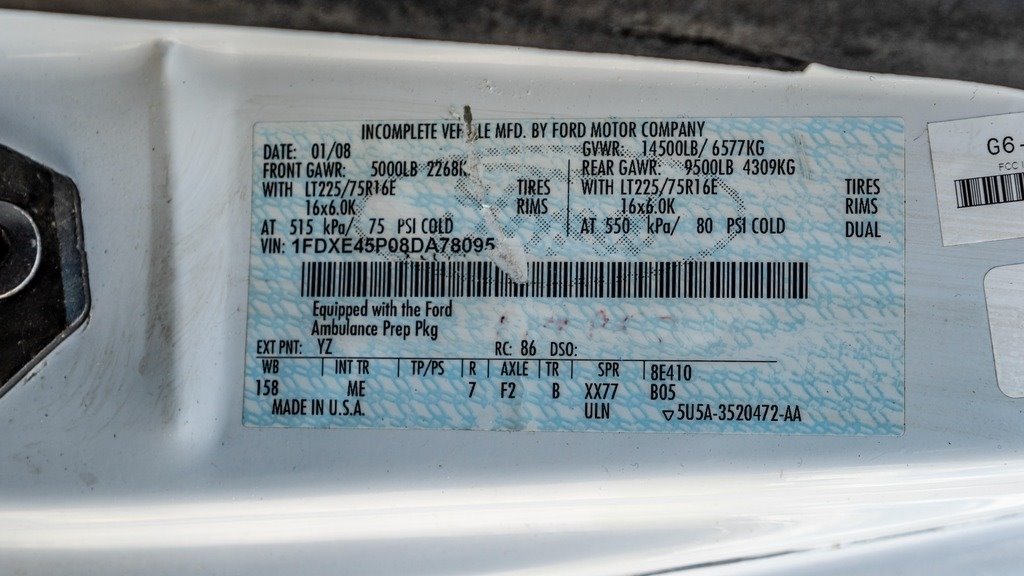 INCOMPLETE VEHICLE MFD. BY FORD MOTOR COMPANY
DATE: 01/08 GVWR: 14500LB/ 6577KG
FRONT GAWR: 5000LB 2268K REAR GAWR: 9500LB 4309KG
WITH LT225/75R16E TIRES WITH LT225/75R16E TIRES
16x6.0K RIMS 16x6.0K RIMS
AT 515 kPa/ 75 PSI COLD AT 550 kPa/ 80 PSI COLD DUAL
VIN: 1FDXE45P08DA78095
Equipped with the Ford
Ambulance Prep Pkg
EXT PNT: YZ RC: 86 DSO:
WB INT TR TP/PS R AXLE TR SPR 8E410
158 ME 7 F2 B XX77 B05
MADE IN U.S.A. ULN ▽5U5A-3520472-AA
G6-
FCC